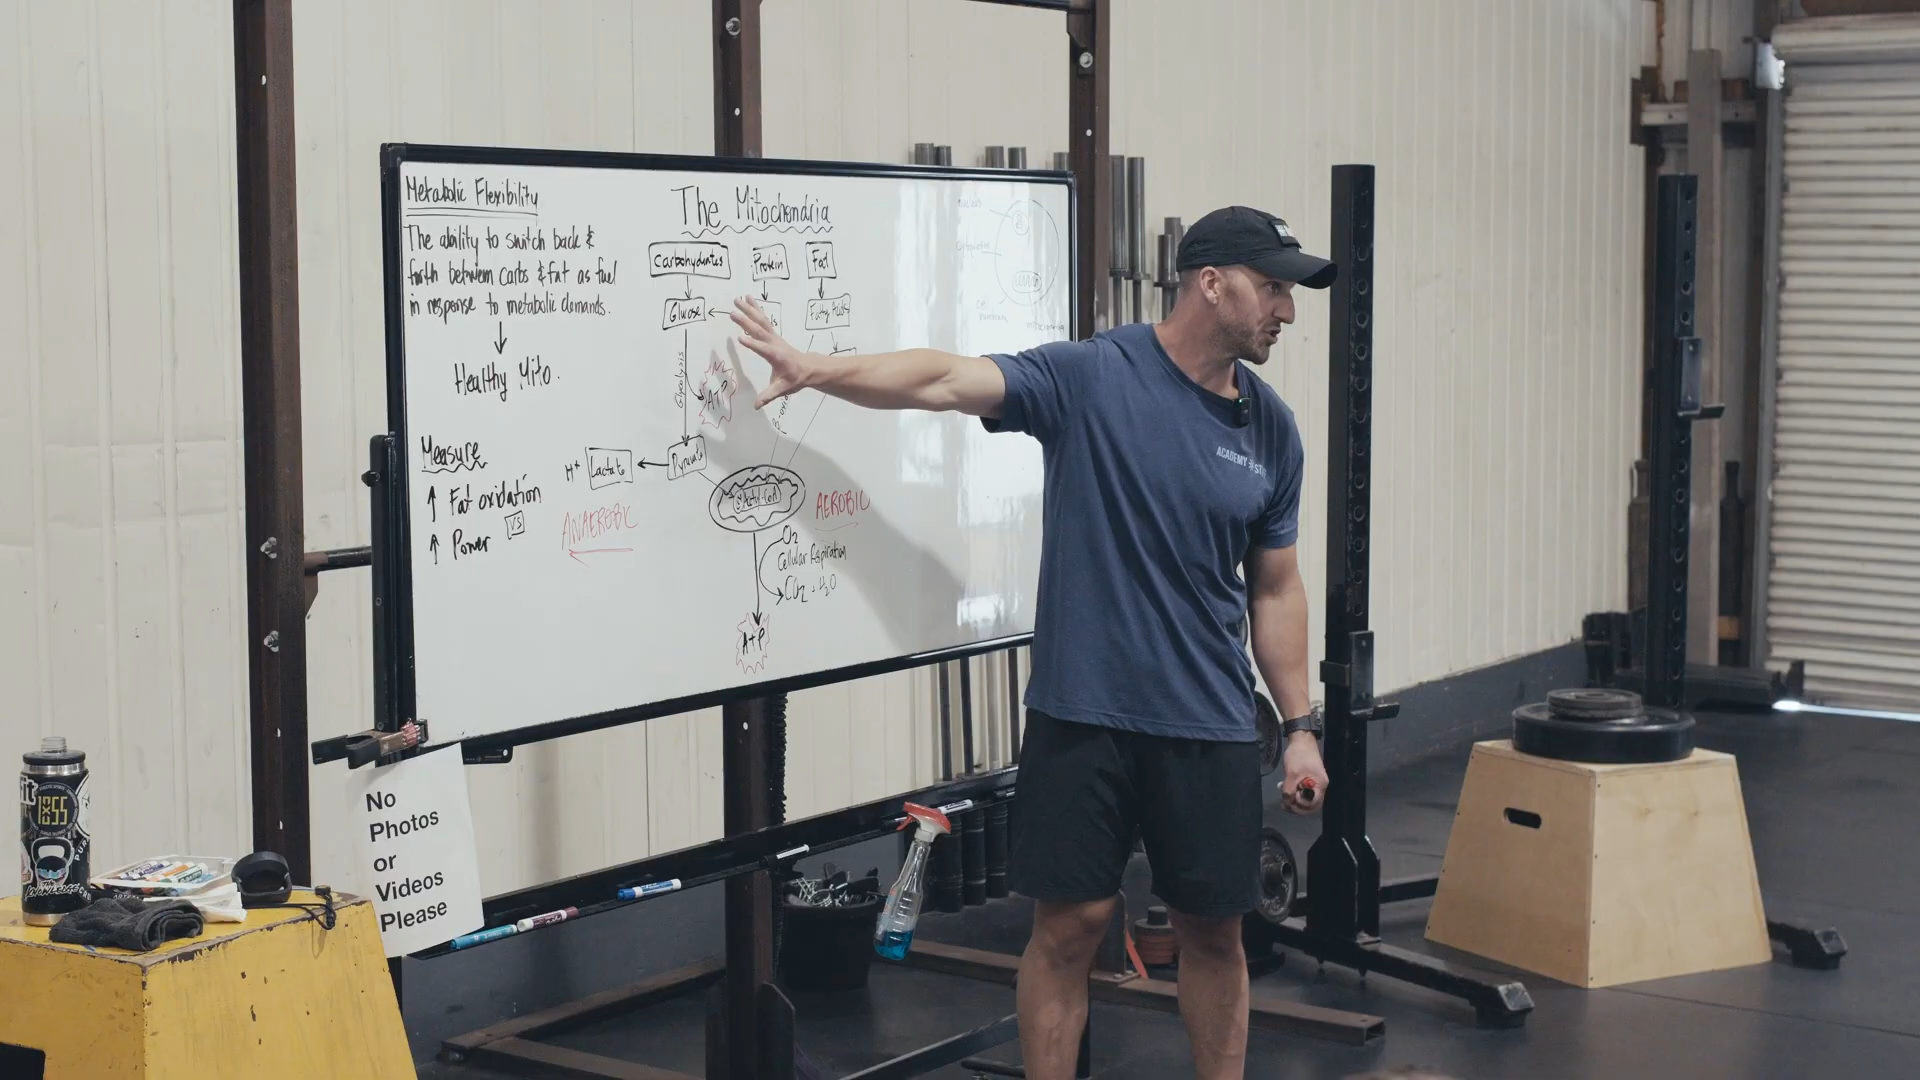 Metabolic Flexibility
The ability to switch back &
forth between carbs & fat as fuel
in response to metabolic demands.
Healthy Mito.
Measure
↑ Fat oxidation
vs
↑ Power
The Mitochondria
Carbohydrates
Protein
Fat
Glucose
Fatty Acids
Glycolysis
ATP
H+
Lactate
Pyruvate
Acetyl-CoA
ANAEROBIC
AEROBIC
O2
Cellular Respiration
CO2 + H2O
ATP
ACADEMY
No
Photos
or
Videos
Please